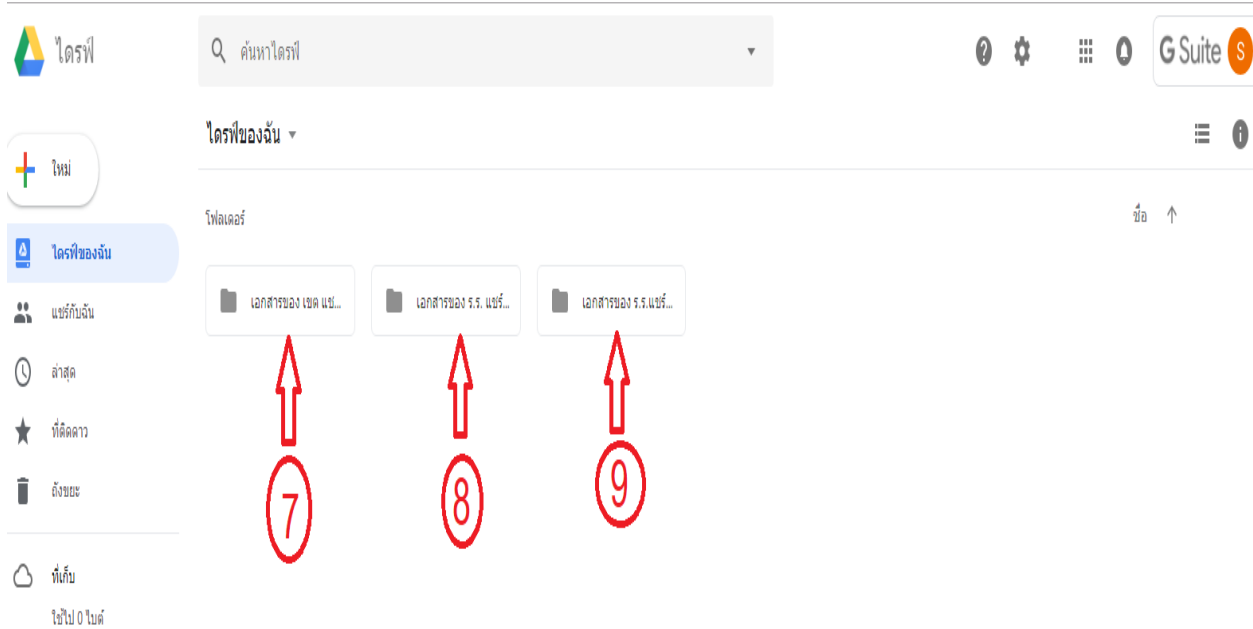 ไดรฟ์
ค้นหาไดรฟ์
G Suite S
ใหม่
ไดรฟ์ของฉัน
ไดรฟ์ของฉัน
แชร์กับฉัน
ล่าสุด
ที่ติดดาว
ถังขยะ
ที่เก็บ
ใช้ไป 0 ไบต์
โฟลเดอร์
ชื่อ
เอกสารของ เขต แช...
เอกสารของ ร.ร. แชร์...
เอกสารของ ร.ร.แชร์...
7
8
9